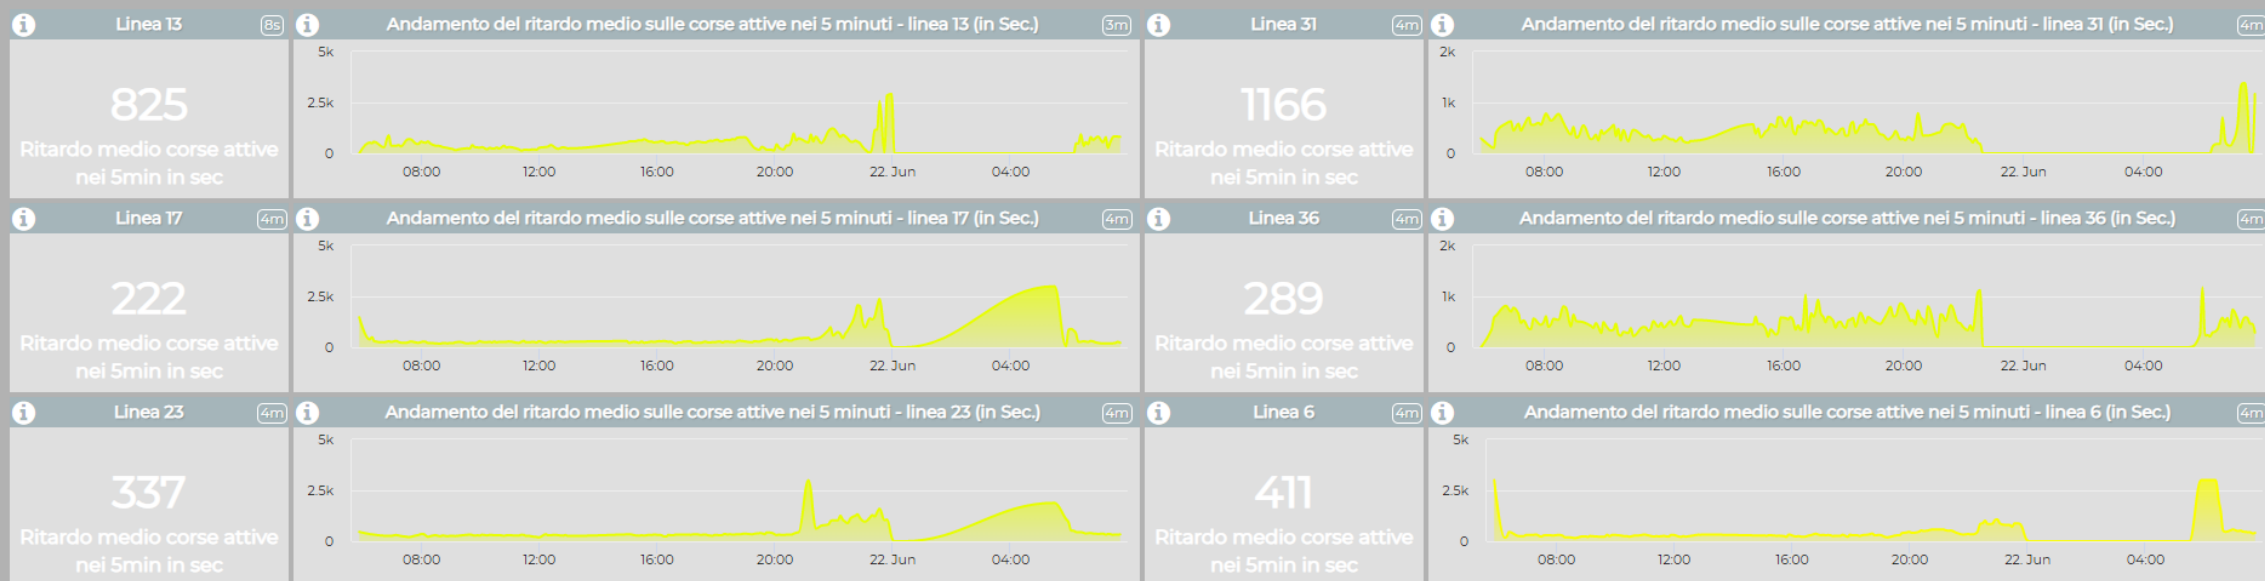 Linea 13 8s
Andamento del ritardo medio sulle corse attive nei 5 minuti - linea 13 (in Sec.) 3m
825
Ritardo medio corse attive
nei 5min in sec
5k
2.5k
0
08:00 12:00 16:00 20:00 22. Jun 04:00
Linea 31 4m
Andamento del ritardo medio sulle corse attive nei 5 minuti - linea 31 (in Sec.) 4m
1166
Ritardo medio corse attive
nei 5min in sec
2k
1k
0
08:00 12:00 16:00 20:00 22. Jun 04:00
Linea 17 4m
Andamento del ritardo medio sulle corse attive nei 5 minuti - linea 17 (in Sec.) 4m
222
Ritardo medio corse attive
nei 5min in sec
5k
2.5k
0
08:00 12:00 16:00 20:00 22. Jun 04:00
Linea 36 4m
Andamento del ritardo medio sulle corse attive nei 5 minuti - linea 36 (in Sec.) 4m
289
Ritardo medio corse attive
nei 5min in sec
2k
1k
0
08:00 12:00 16:00 20:00 22. Jun 04:00
Linea 23 4m
Andamento del ritardo medio sulle corse attive nei 5 minuti - linea 23 (in Sec.) 4m
337
Ritardo medio corse attive
nei 5min in sec
5k
2.5k
0
08:00 12:00 16:00 20:00 22. Jun 04:00
Linea 6 4m
Andamento del ritardo medio sulle corse attive nei 5 minuti - linea 6 (in Sec.) 4m
411
Ritardo medio corse attive
nei 5min in sec
5k
2.5k
0
08:00 12:00 16:00 20:00 22. Jun 04:00